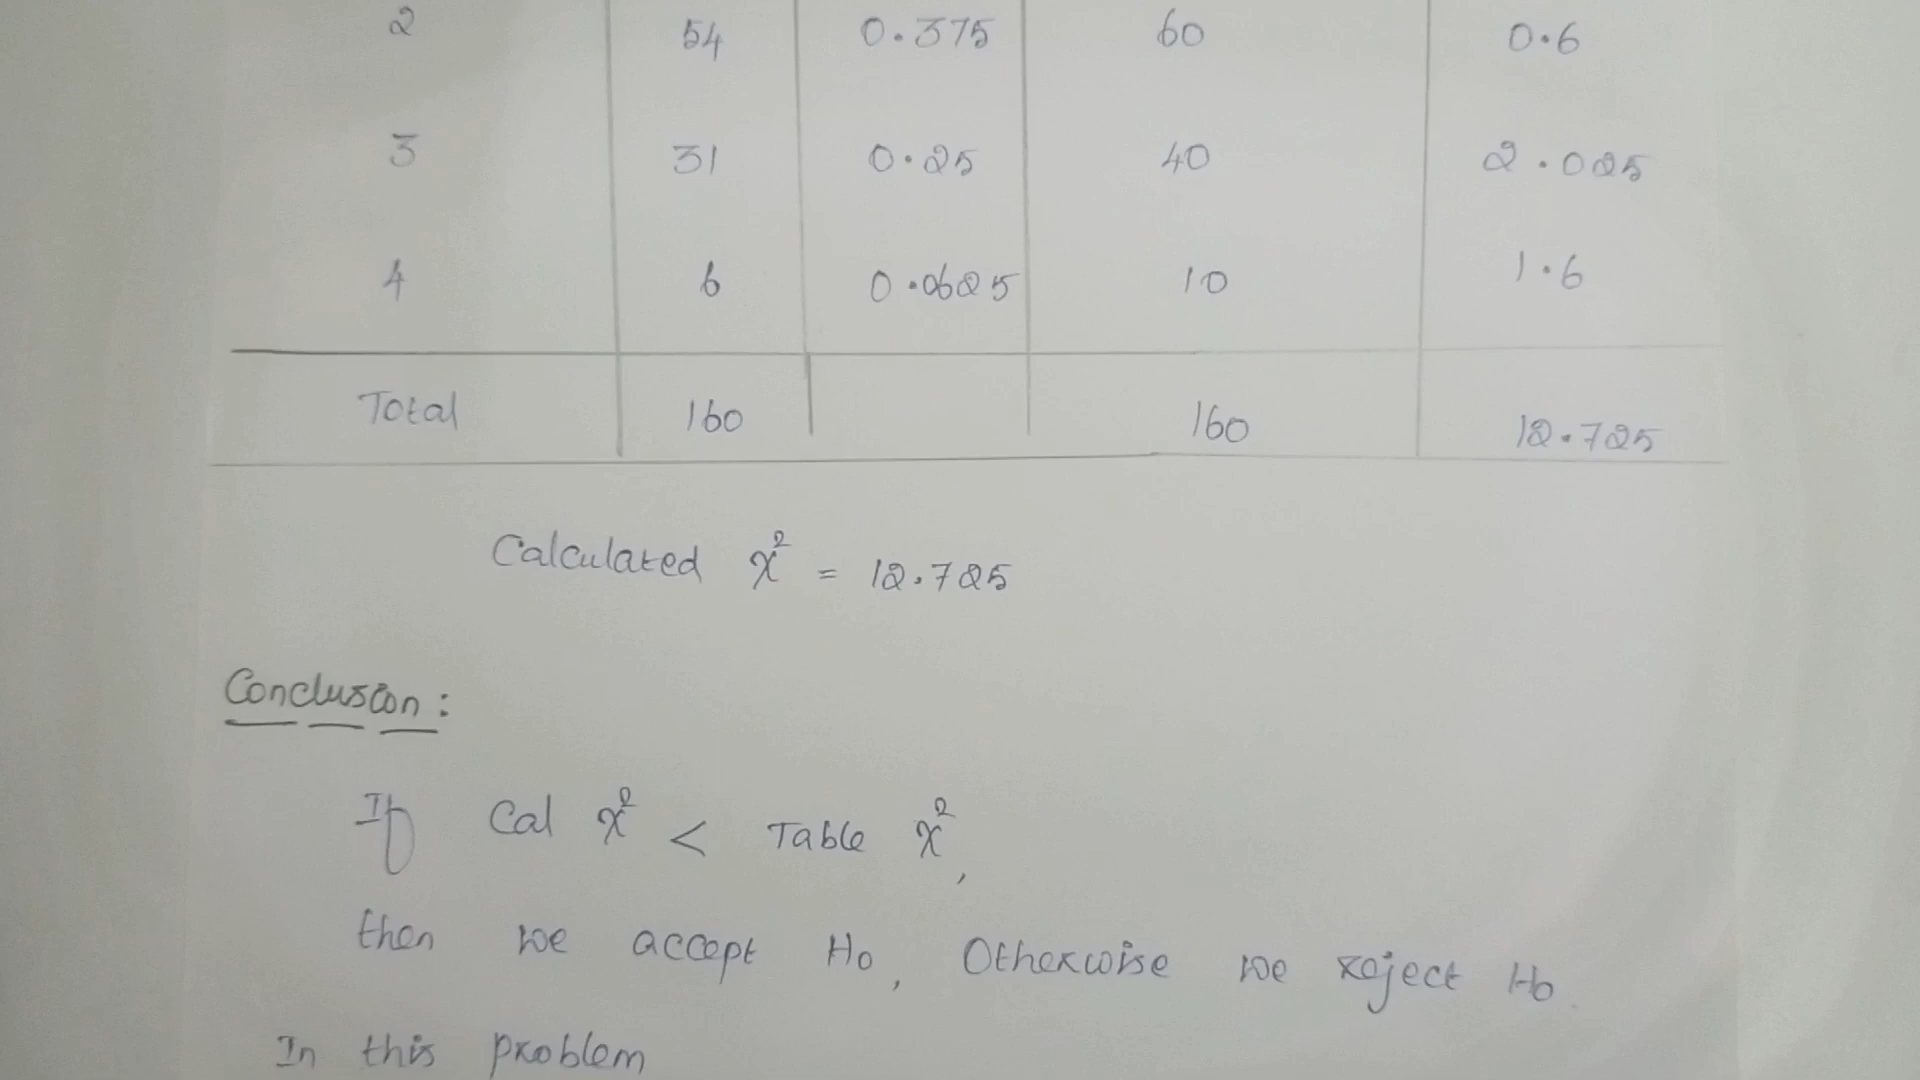 2 54 0.375 60 0.6
3 31 0.25 40 2.025
4 6 0.0625 10 1.6
Total 160 160 12.725
Calculated χ² = 12.725
Conclusion:
If Cal χ² < Table χ²,
then we accept H₀, Otherwise we reject H₀.
In this problem